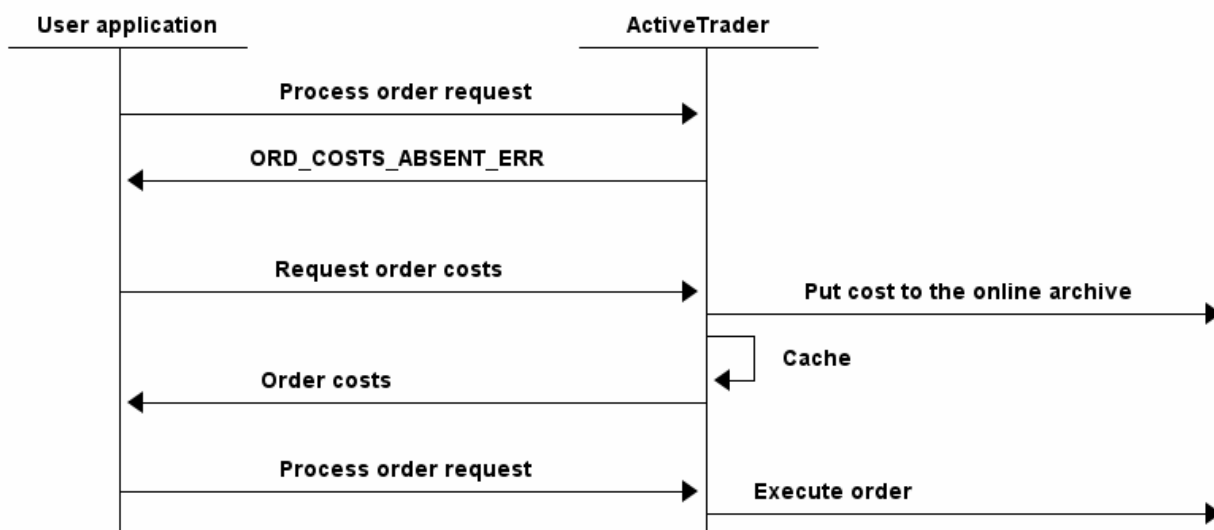 User application
ActiveTrader
Process order request
ORD_COSTS_ABSENT_ERR
Request order costs
Put cost to the online archive
Cache
Order costs
Process order request
Execute order